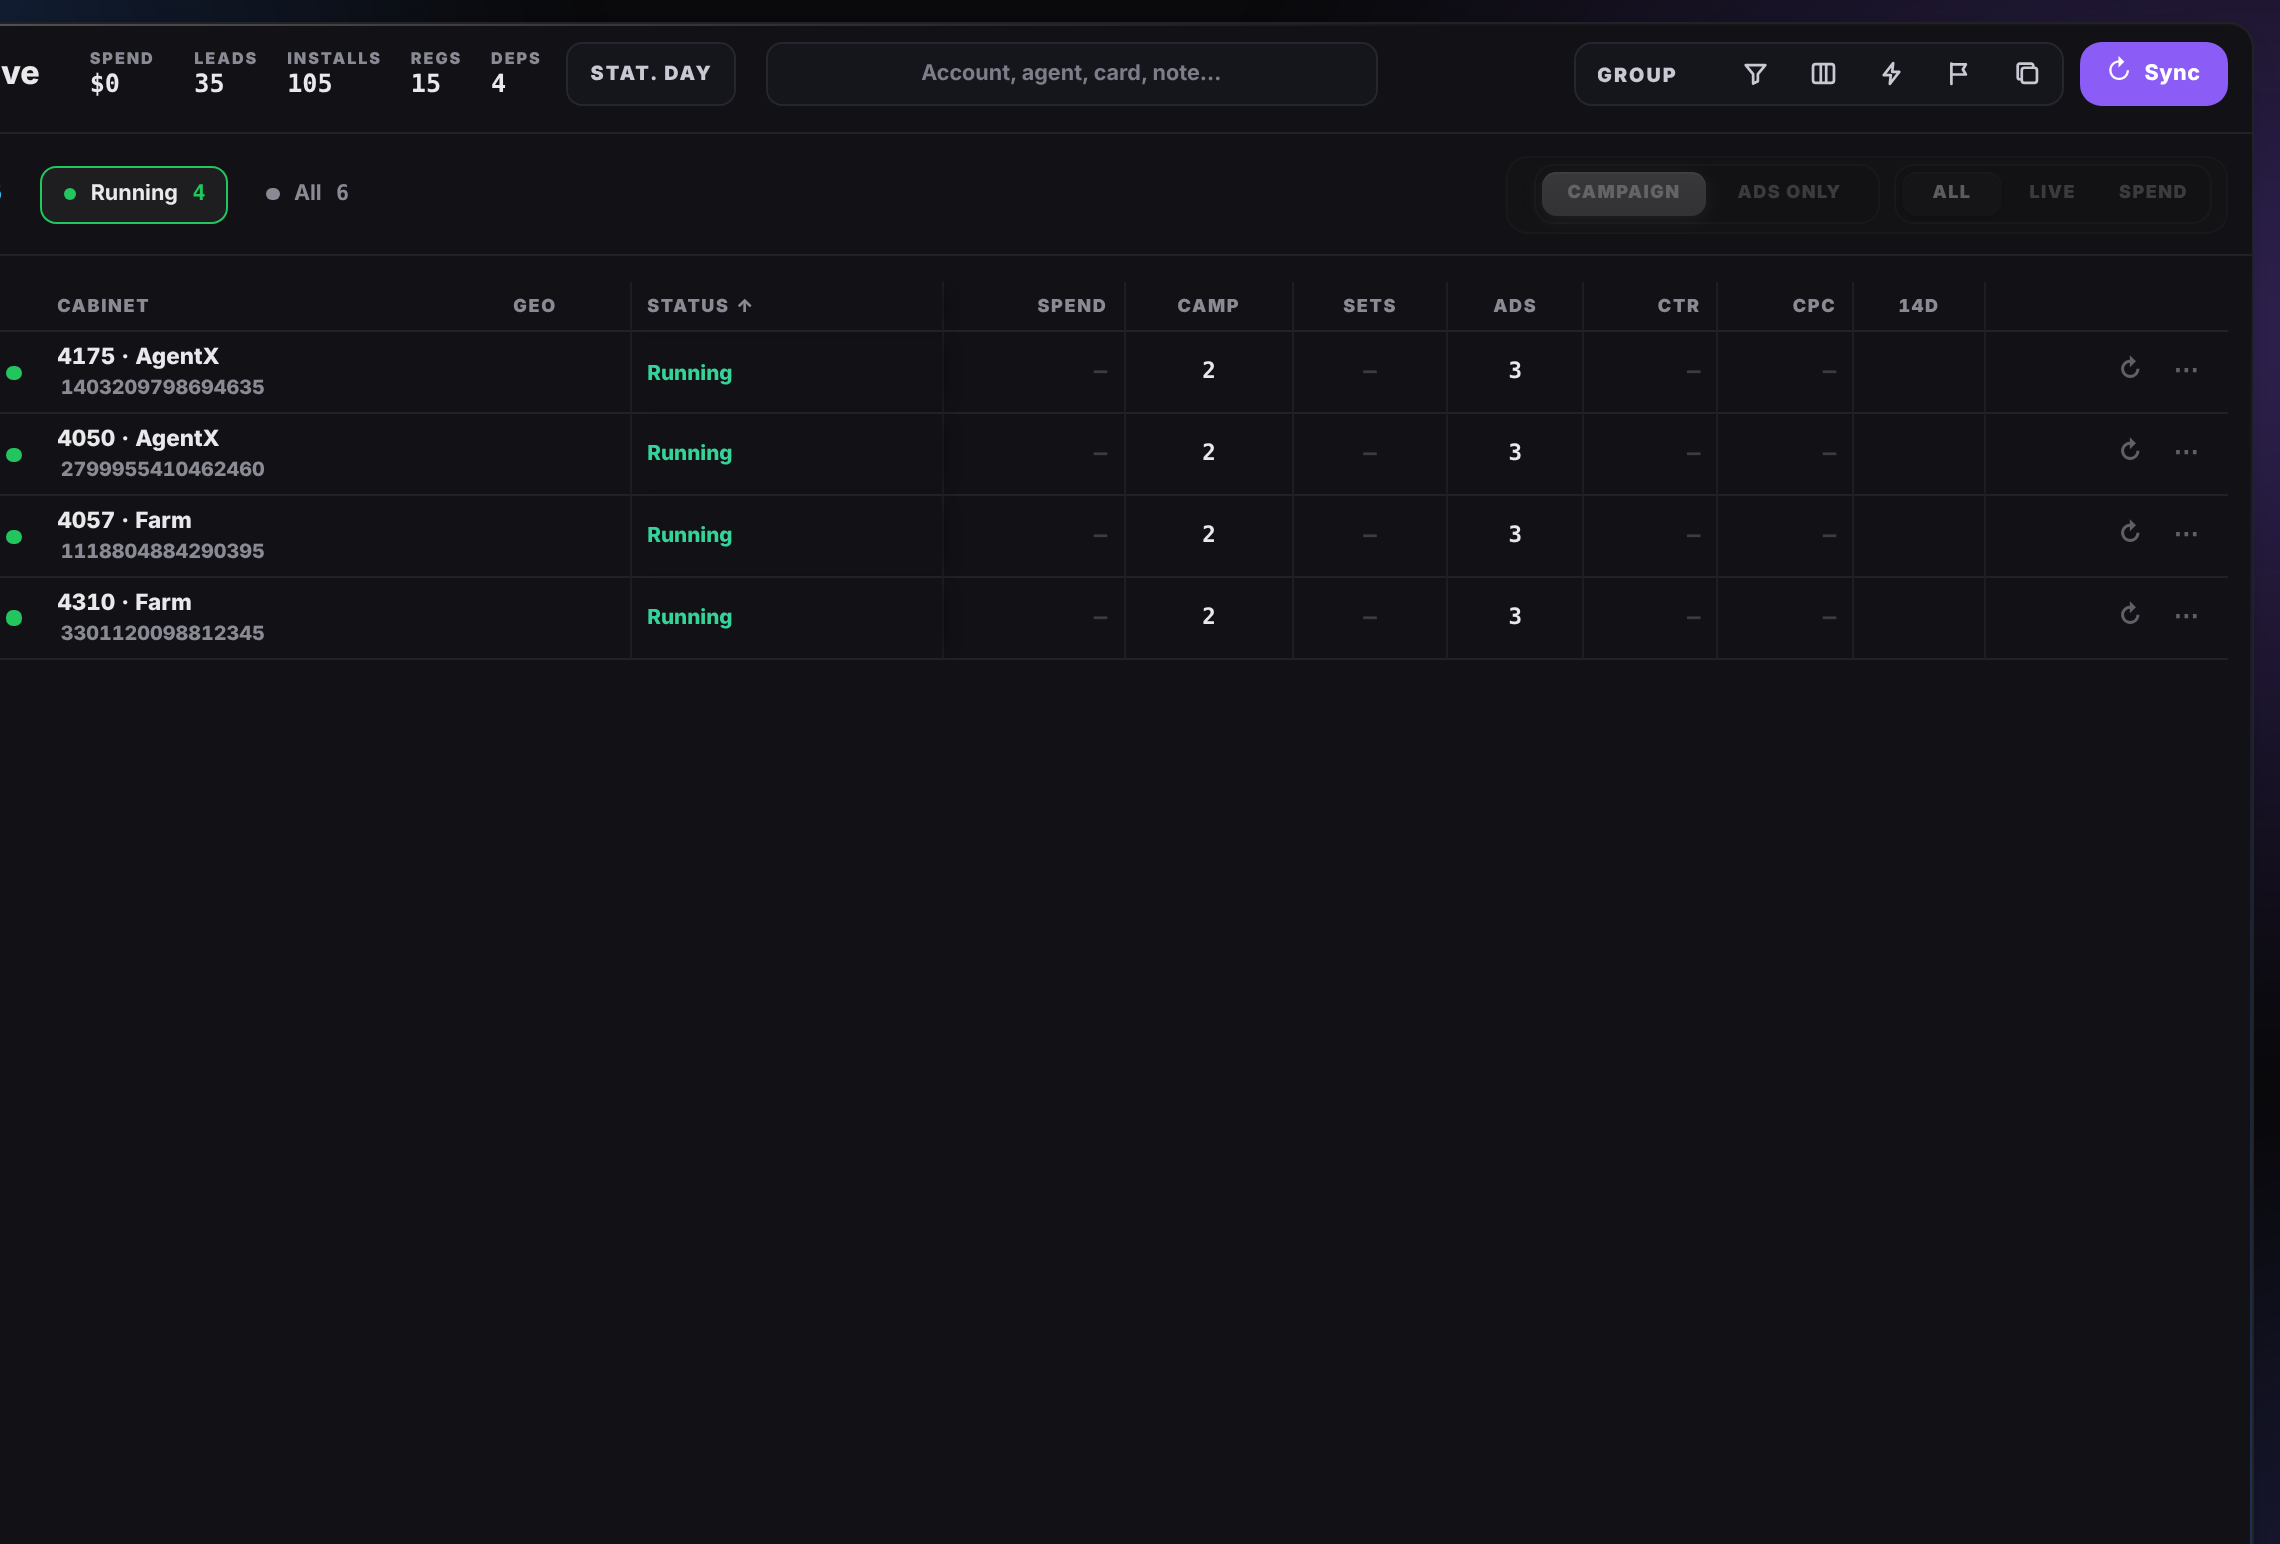 ve
SPEND LEADS INSTALLS REGS DEPS
$0 35 105 15 4
STAT. DAY
Account, agent, card, note...
GROUP
Sync
Running 4
All 6
CAMPAIGN ADS ONLY
ALL LIVE SPEND
CABINET GEO STATUS ↑ SPEND CAMP SETS ADS CTR CPC 14D
4175 · AgentX
1403209798694635
Running – 2 – 3 – –
4050 · AgentX
2799955410462460
Running – 2 – 3 – –
4057 · Farm
1118804884290395
Running – 2 – 3 – –
4310 · Farm
3301120098812345
Running – 2 – 3 – –